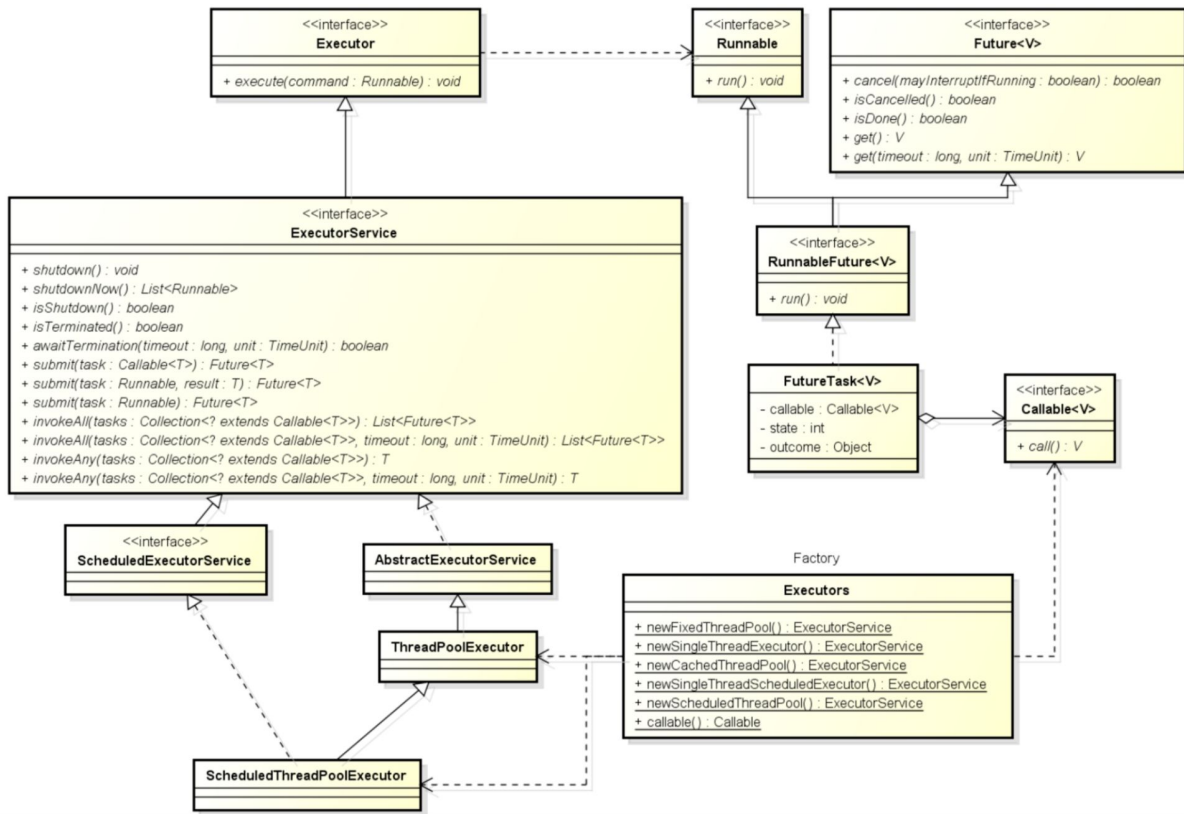 <<interface>>
Executor
+ execute(command : Runnable) : void
<<interface>>
Runnable
+ run() : void
<<interface>>
Future<V>
+ cancel(mayInterruptIfRunning : boolean) : boolean
+ isCancelled() : boolean
+ isDone() : boolean
+ get() : V
+ get(timeout : long, unit : TimeUnit) : V
<<interface>>
ExecutorService
+ shutdown() : void
+ shutdownNow() : List<Runnable>
+ isShutdown() : boolean
+ isTerminated() : boolean
+ awaitTermination(timeout : long, unit : TimeUnit) : boolean
+ submit(task : Callable<T>) : Future<T>
+ submit(task : Runnable, result : T) : Future<T>
+ submit(task : Runnable) : Future<T>
+ invokeAll(tasks : Collection<? extends Callable<T>>) : List<Future<T>>
+ invokeAll(tasks : Collection<? extends Callable<T>>, timeout : long, unit : TimeUnit) : List<Future<T>>
+ invokeAny(tasks : Collection<? extends Callable<T>>) : T
+ invokeAny(tasks : Collection<? extends Callable<T>>, timeout : long, unit : TimeUnit) : T
<<interface>>
RunnableFuture<V>
+ run() : void
FutureTask<V>
- callable : Callable<V>
- state : int
- outcome : Object
<<interface>>
Callable<V>
+ call() : V
<<interface>>
ScheduledExecutorService
AbstractExecutorService
ThreadPoolExecutor
ScheduledThreadPoolExecutor
Factory
Executors
+ newFixedThreadPool() : ExecutorService
+ newSingleThreadExecutor() : ExecutorService
+ newCachedThreadPool() : ExecutorService
+ newSingleThreadScheduledExecutor() : ExecutorService
+ newScheduledThreadPool() : ExecutorService
+ callable() : Callable